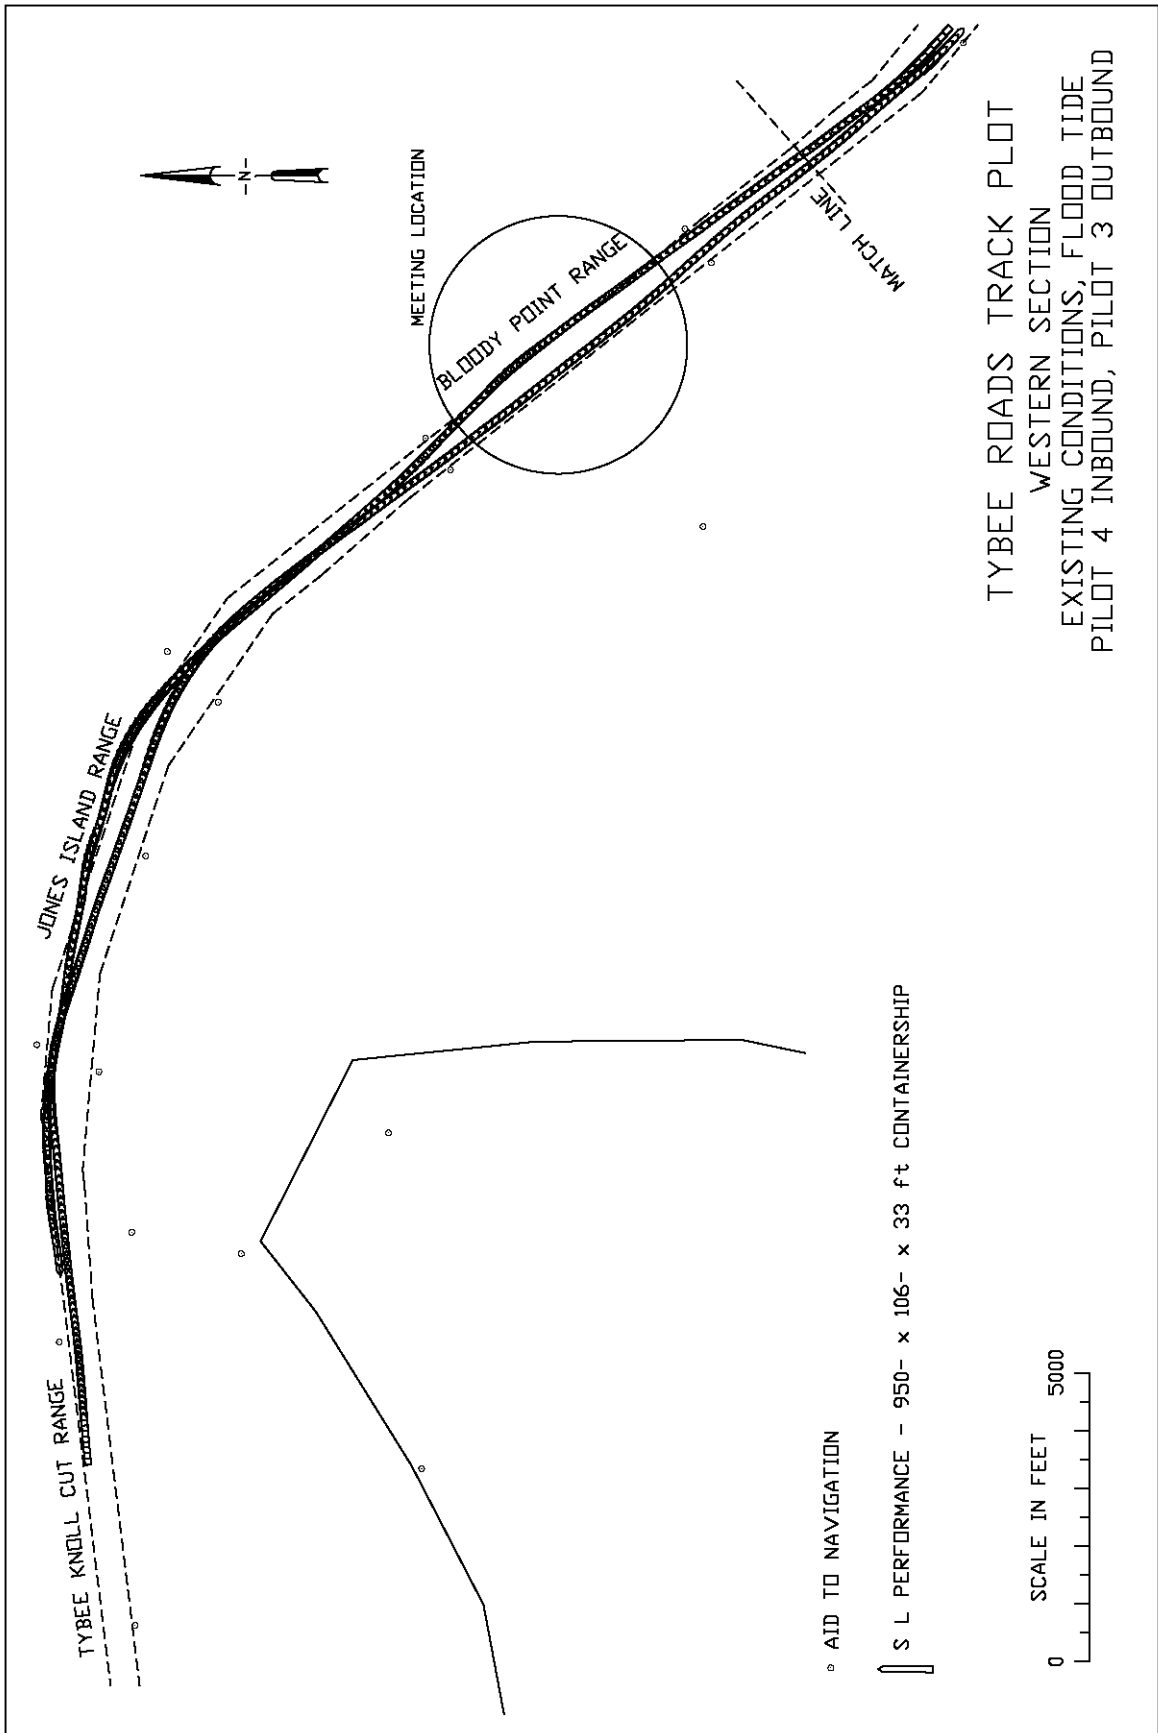 TYBEE KNOLL CUT RANGE
JONES ISLAND RANGE
MEETING LOCATION
BLOODY POINT RANGE
MATCH LINE
-N-
AID TO NAVIGATION
S L PERFORMANCE - 950- x 106- x 33 ft CONTAINERSHIP
SCALE IN FEET
0 5000
TYBEE ROADS TRACK PLOT
WESTERN SECTION
EXISTING CONDITIONS, FLOOD TIDE
PILOT 4 INBOUND, PILOT 3 OUTBOUND